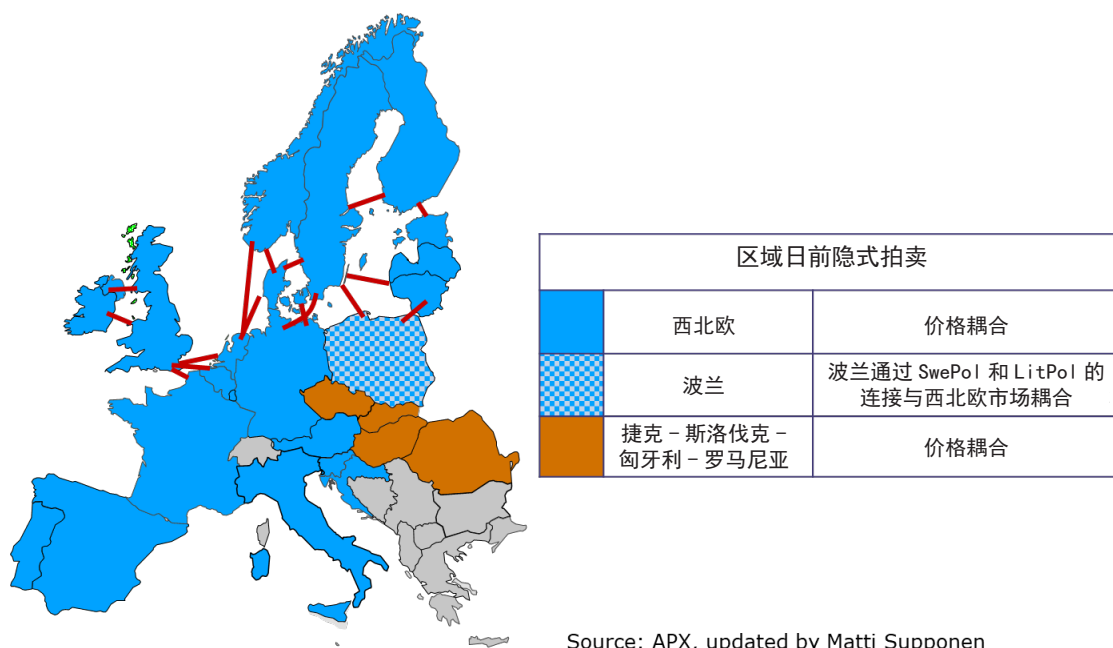 区域日前隐式拍卖
西北欧
价格耦合
波兰
波兰通过 SwePol 和 LitPol 的
连接与西北欧市场耦合
捷克－斯洛伐克－
匈牙利－罗马尼亚
价格耦合
Source: APX, updated by Matti Supponen